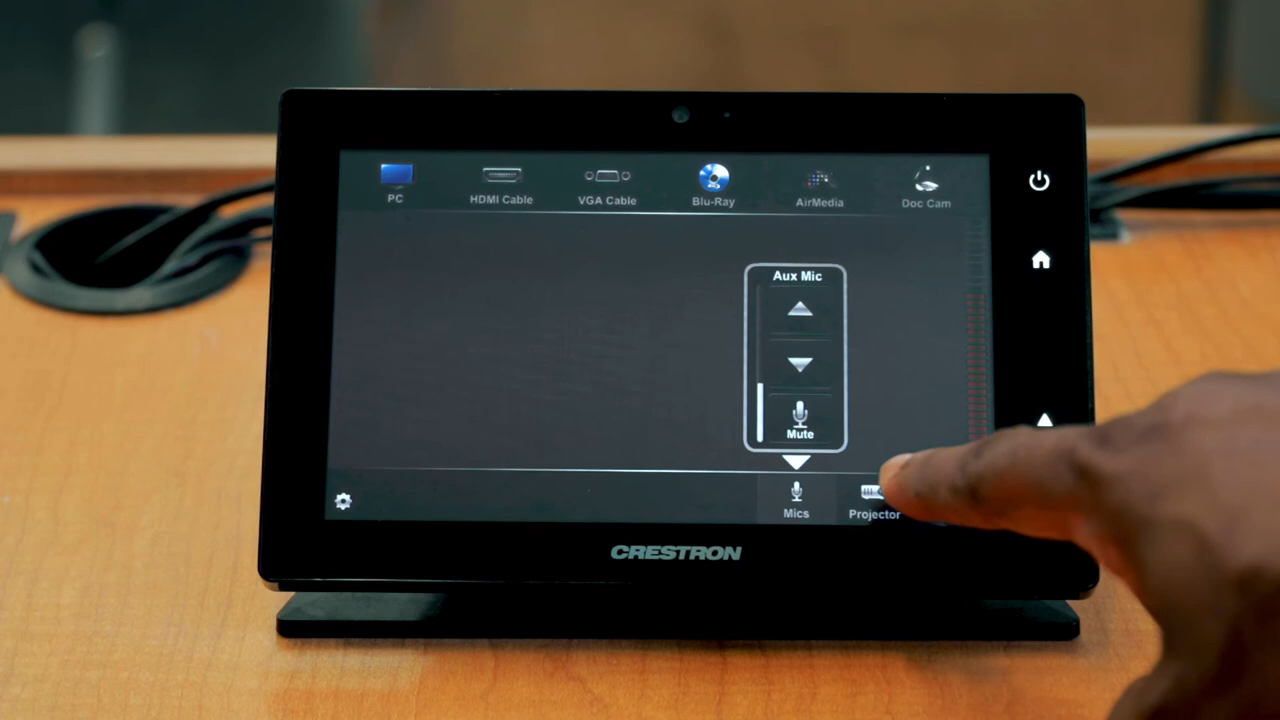 PC
HDMI Cable
VGA Cable
Blu-Ray
AirMedia
Doc Cam
Aux Mic
Mute
Mics
Projector
CRESTRON